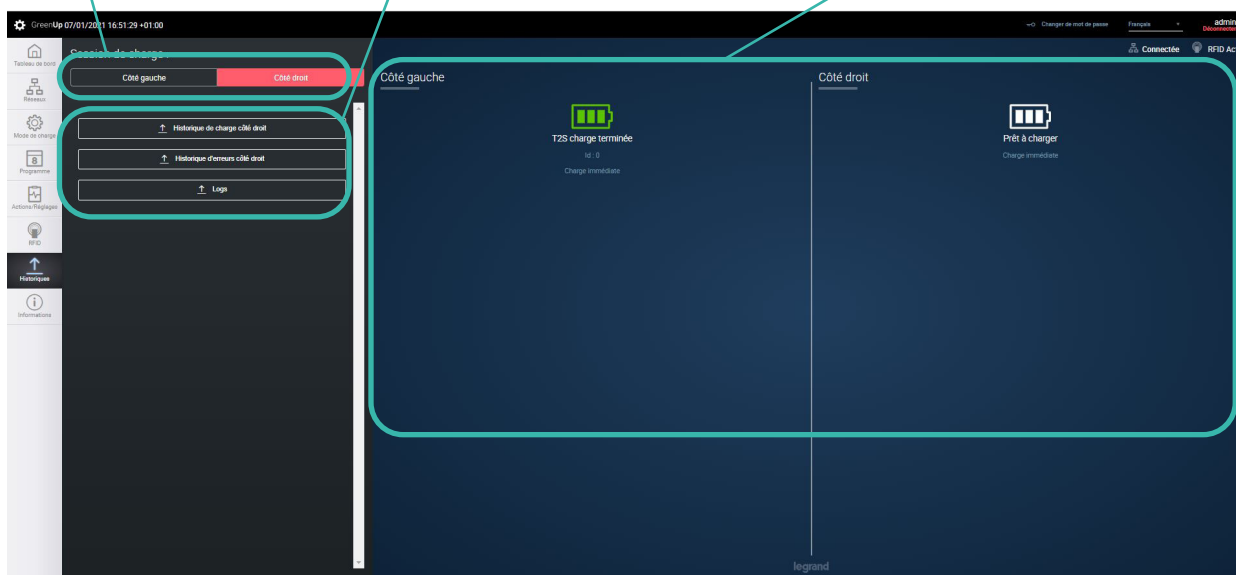 GreenUp 07/01/2021 16:51:29 +01:00
Changer de mot de passe
Français
admin
Déconnecter
Connectée
RFID Ac
Tableau de bord
Réseaux
Mode de charge
8
Programme
Actions/Réglages
RFID
Historiques
Informations
Session de charge :
Côté gauche
Côté droit
Historique de charge côté droit
Historique d'erreurs côté droit
Logs
Côté gauche
T2S charge terminée
Id : 0
Charge immédiate
Côté droit
Prêt à charger
Charge immédiate
legrand